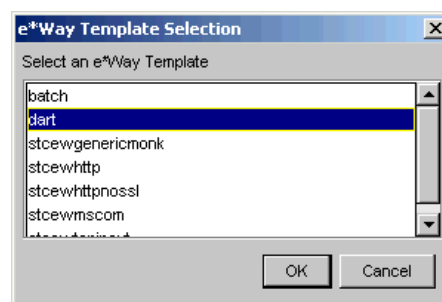 e*Way Template Selection
Select an e*Way Template
batch
dart
stcewgenericmonk
stcewhttp
stcewhttpnossl
stcewmscom
OK
Cancel